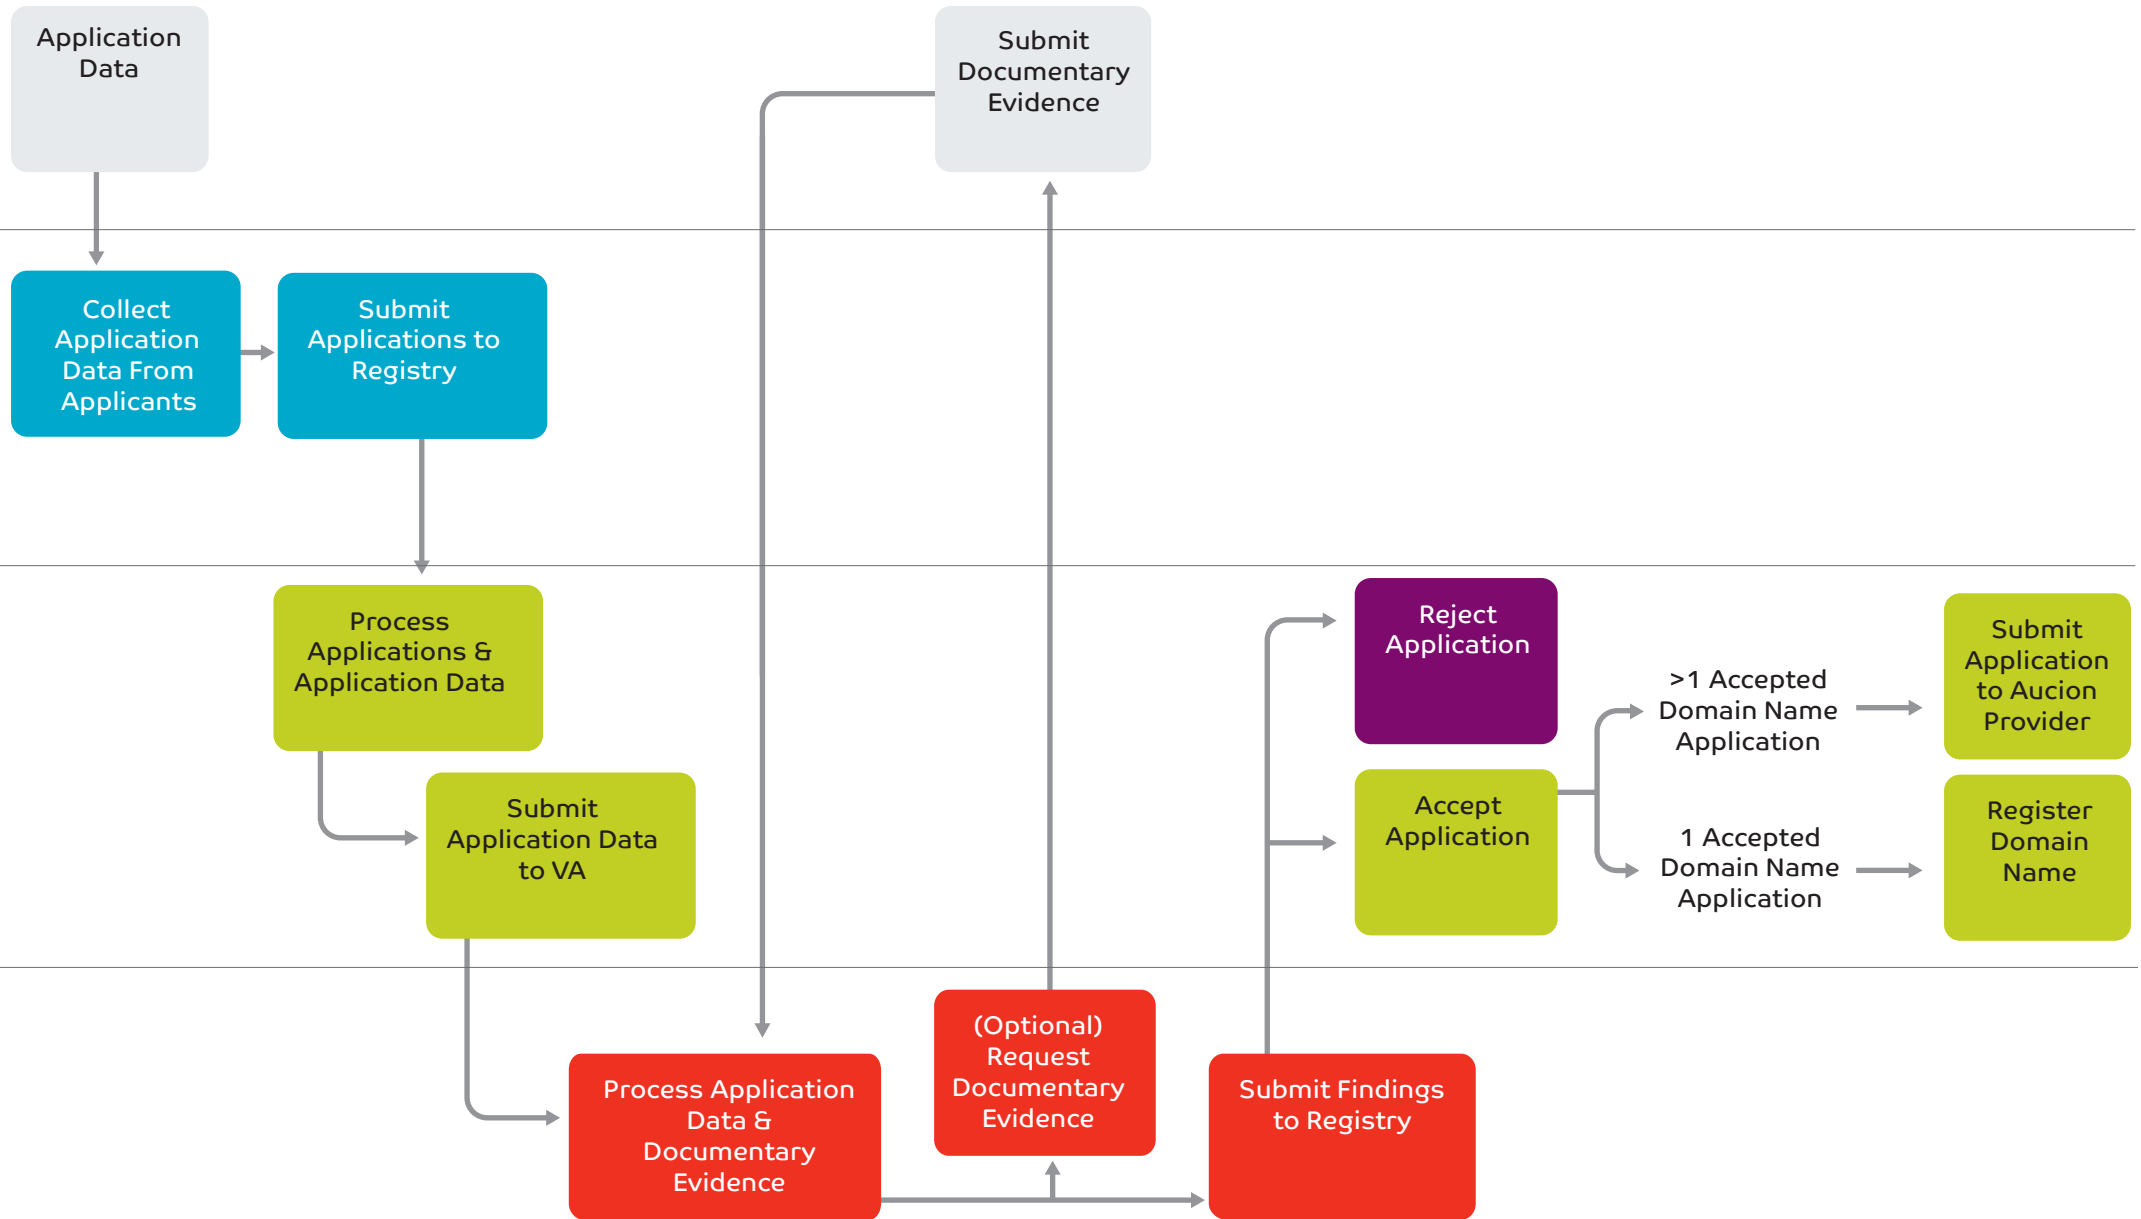 Application
Data
Submit
Documentary
Evidence
Collect
Application
Data From
Applicants
Submit
Applications to
Registry
Process
Applications &
Application Data
Submit
Application Data
to VA
Reject
Application
Accept
Application
>1 Accepted
Domain Name
Application
1 Accepted
Domain Name
Application
Submit
Application
to Aucion
Provider
Register
Domain
Name
Process Application
Data &
Documentary
Evidence
(Optional)
Request
Documentary
Evidence
Submit Findings
to Registry